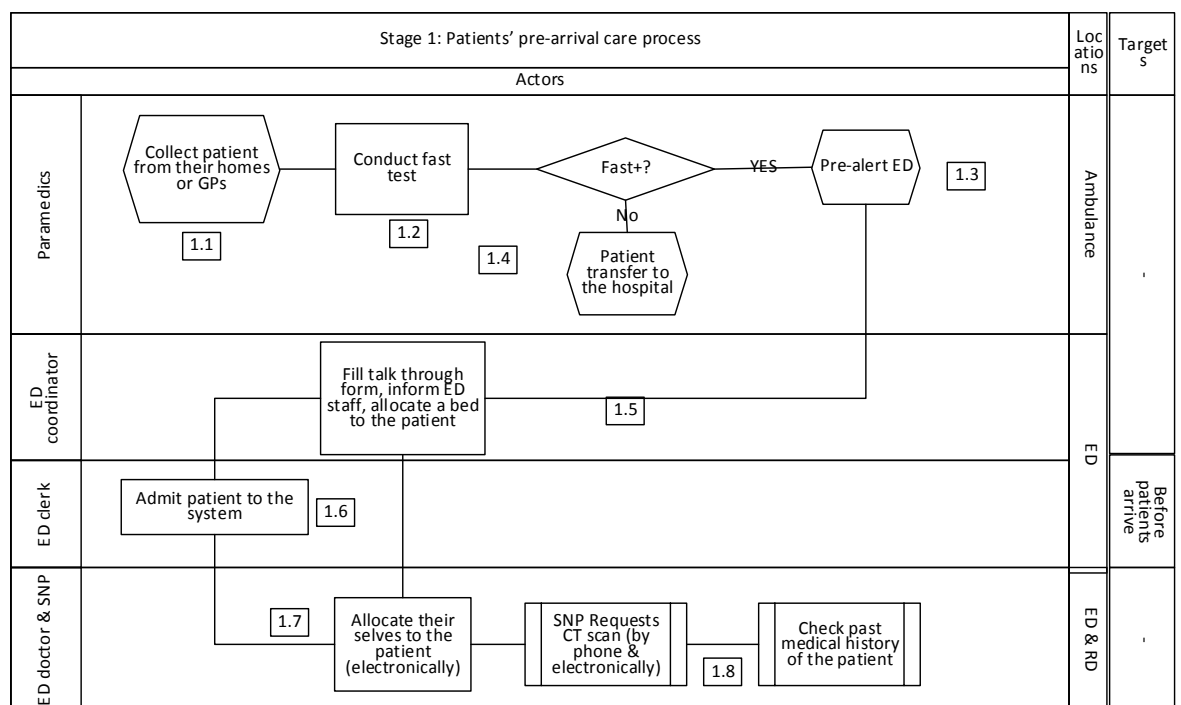 Stage 1: Patients' pre-arrival care process
Loc
atio
ns
Target
s
Actors
Paramedics
Collect patient
from their homes
or GPs
1.1
Conduct fast
test
1.2
1.4
Fast+?
YES
No
Patient
transfer to
the hospital
Pre-alert ED
1.3
Ambulance
-
ED
coordinator
Fill talk through
form, inform ED
staff, allocate a bed
to the patient
1.5
ED
ED clerk
Admit patient to the
system
1.6
Before
patients
arrive
ED doctor & SNP
1.7
Allocate their
selves to the
patient
(electronically)
SNP Requests
CT scan (by
phone &
electronically)
1.8
Check past
medical history
of the patient
ED & RD
-